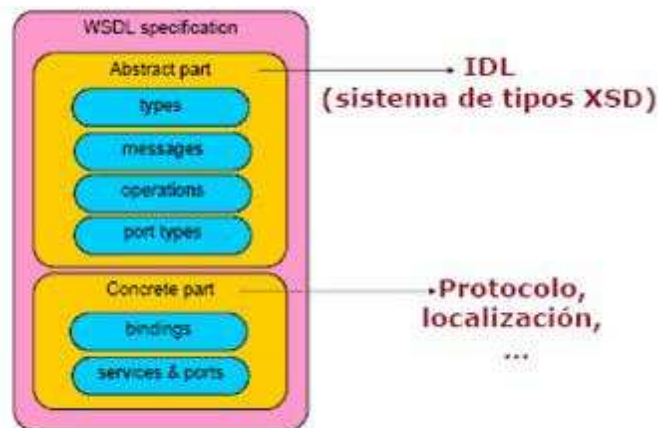 WSDL specification
Abstract part
types
messages
operations
port types
IDL
(sistema de tipos XSD)
Concrete part
bindings
services & ports
Protocolo,
localización,
...